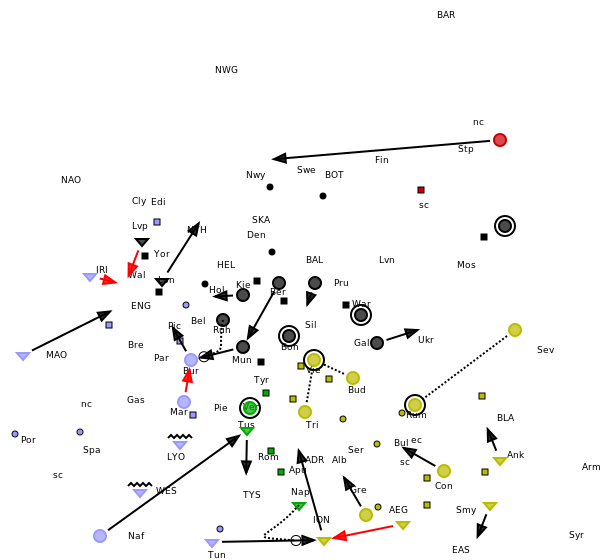 BAR
NWG
nc
Stp
Fin
Swe BOT
Nwy
NAO
sc
Cly Edi
Lvp
SKA
Den
NTH
Yor
BAL
Lvn
Mos
HEL
IRI
Wal
Lon
Kie
Ber
Pru
Hol
War
ENG
Bel
Ruh
Sil
Pic
Gal
Ukr
Bre
Boh
Sev
MAO
Par
Mun
Vie
Bur
Tyr
Bud
nc
Gas
Mar
Pie
Ven
Rum
BLA
Tus
Tri
Por
Spa
Ser
Bul ec
Rom
ADR Alb
sc
Ank
LYO
Apu
Arm
sc
WES
TYS
Nap
Gre
Con
ION
AEG
Smy
Naf
Syr
Tun
EAS